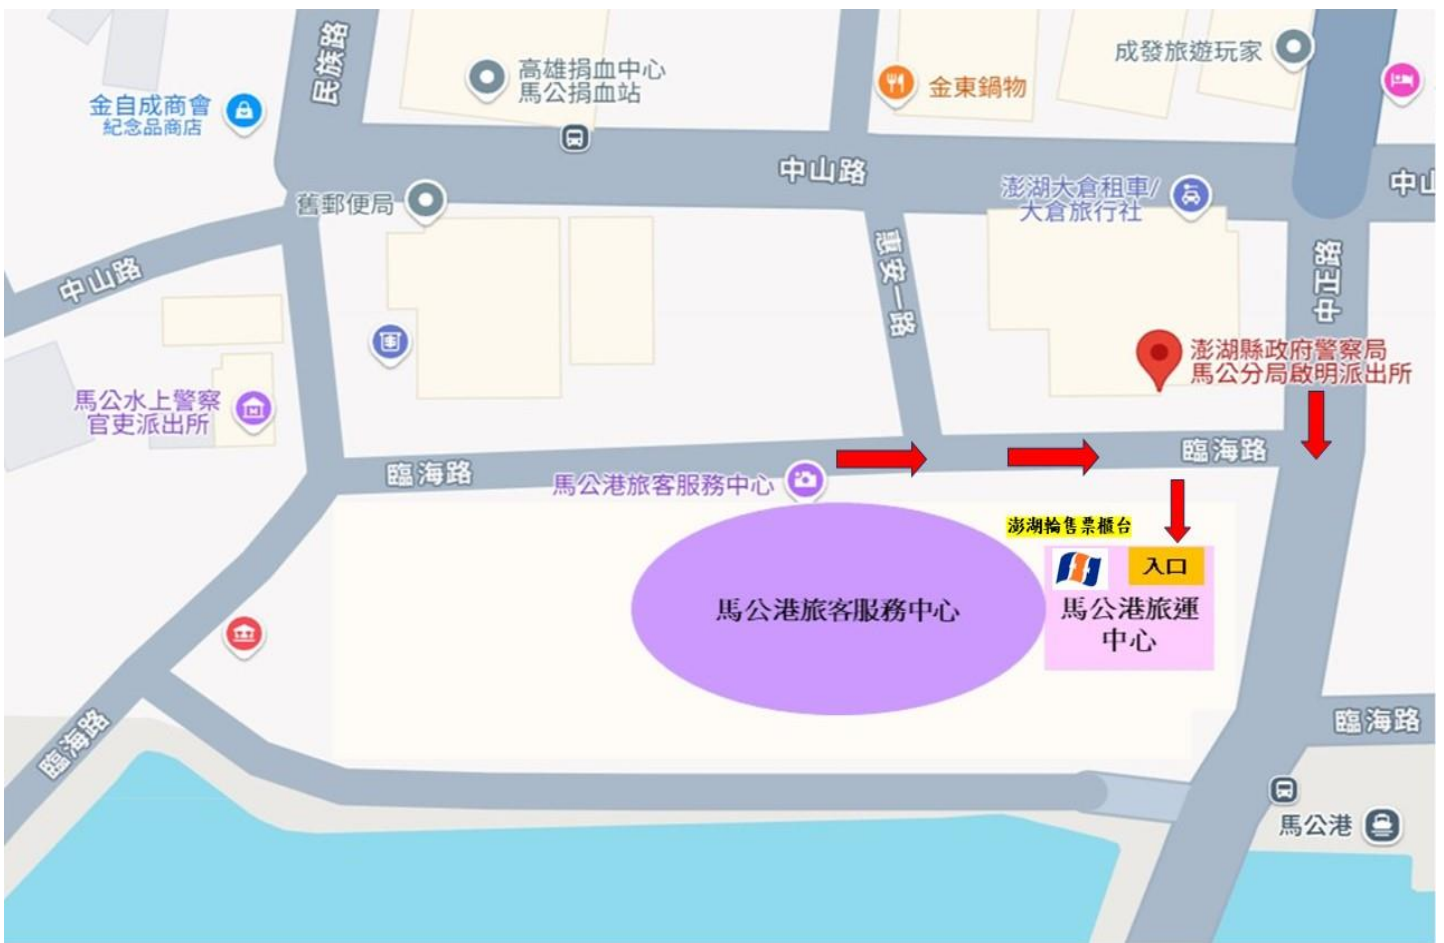 民族路
高雄捐血中心
馬公捐血站
成發旅遊玩家
金東鍋物
金自成商會
紀念品商店
中山路
中山
澎湖大倉租車/
大倉旅行社
舊郵便局
惠安一路
中正路
中山路
澎湖縣政府警察局
馬公分局啟明派出所
馬公水上警察
官吏派出所
臨海路
臨海路
馬公港旅客服務中心
澎湖輪售票櫃台
入口
馬公港旅客服務中心
馬公港旅運
中心
臨海路
臨海路
馬公港